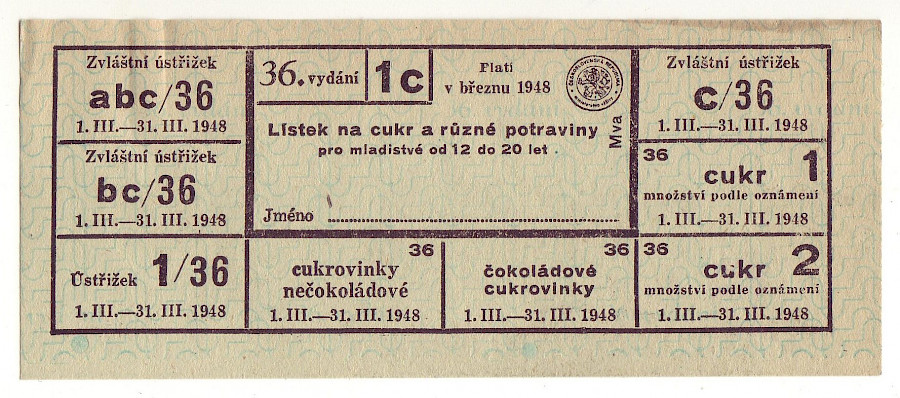 Zvláštní ústřižek
abc/36
1. III.—31. III. 1948
Zvláštní ústřižek
bc/36
1. III.—31. III. 1948
Ústřižek 1/36
1. III.—31. III. 1948
36. vydání
1c
Platí
v březnu 1948
Lístek na cukr a různé potraviny
pro mladistvé od 12 do 20 let .
Mva
Jméno
36
cukrovinky
nečokoládové
1. III.—31. III. 1948
36
čokoládové
cukrovinky
1. III.—31. III. 1948
Zvláštní ústřižek
c/36
1. III.—31. III. 1948
36
cukr 1
množství podle oznámení
1. III.—31. III. 1948
36
cukr 2
množství podle oznámení
1. III.—31. III. 1948